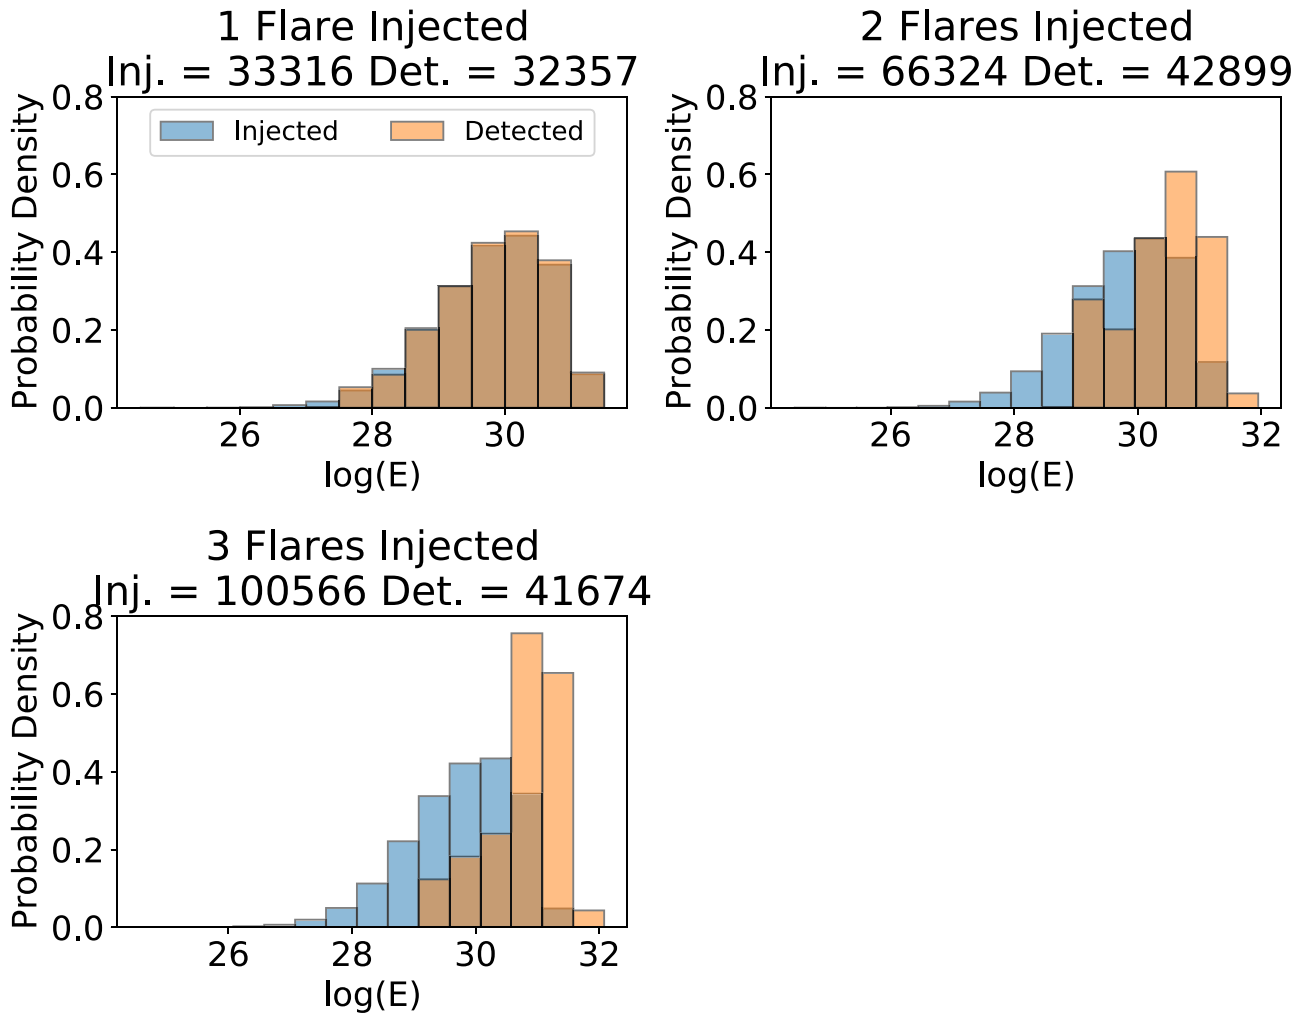 1 Flare Injected
Inj. = 33316 Det. = 32357
0.8
0.6
0.4
0.2
0.0
Probability Density
Injected
Detected
26
28
30
log(E)
2 Flares Injected
Inj. = 66324 Det. = 42899
0.8
0.6
0.4
0.2
0.0
Probability Density
26
28
30
32
log(E)
3 Flares Injected
Inj. = 100566 Det. = 41674
0.8
0.6
0.4
0.2
0.0
Probability Density
26
28
30
32
log(E)